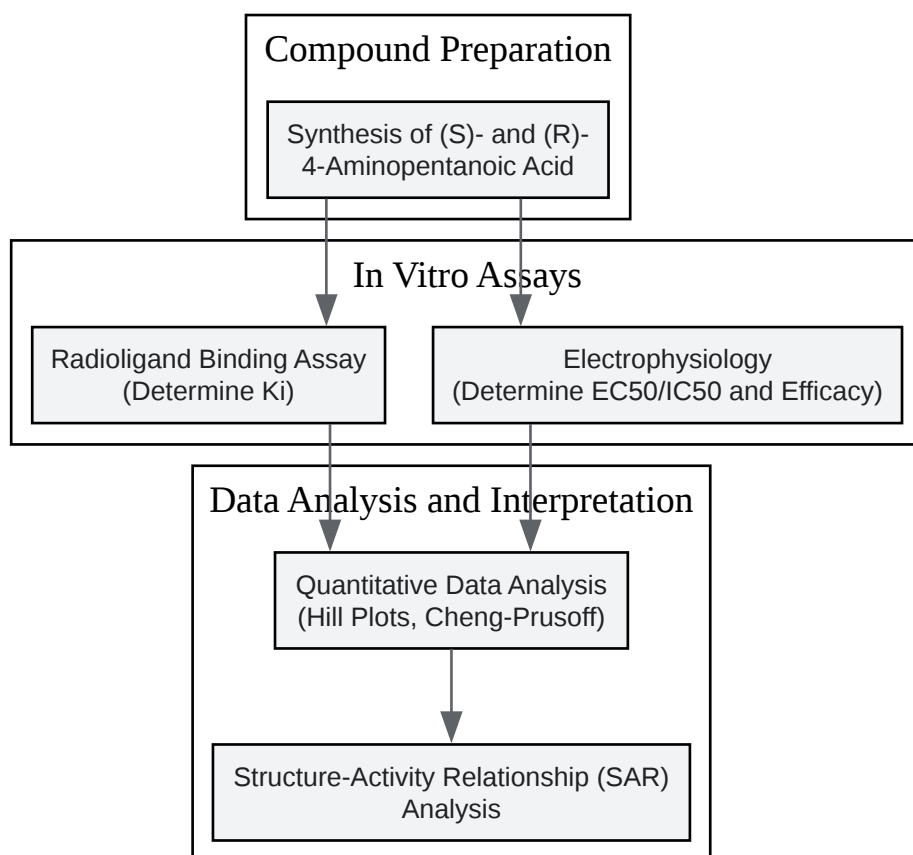 Compound Preparation
Synthesis of (S)- and (R)-
4-Aminopentanoic Acid
In Vitro Assays
Radioligand Binding Assay
(Determine Ki)
Electrophysiology
(Determine EC50/IC50 and Efficacy)
Data Analysis and Interpretation
Quantitative Data Analysis
(Hill Plots, Cheng-Prusoff)
Structure-Activity Relationship (SAR)
Analysis